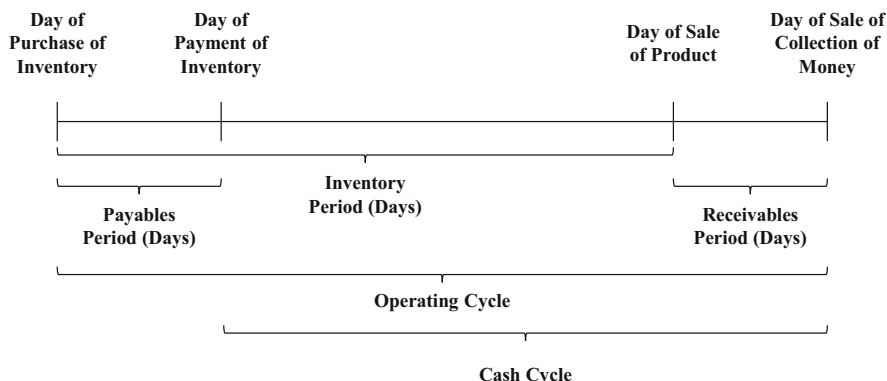 Day of
Purchase of
Inventory
Day of
Payment of
Inventory
Day of Sale
of Product
Day of Sale of
Collection of
Money
Inventory
Period (Days)
Payables
Period (Days)
Receivables
Period (Days)
Operating Cycle
Cash Cycle